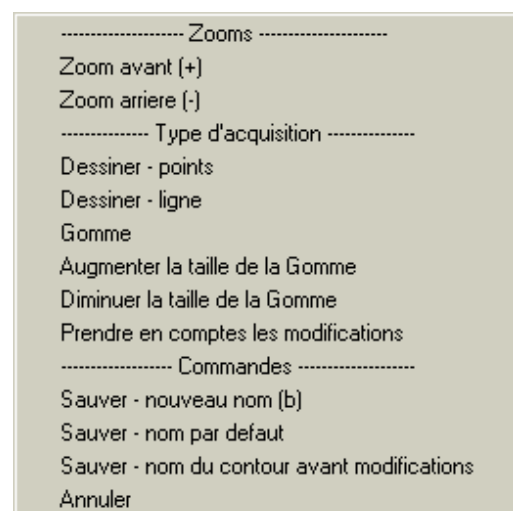 -------------------- Zooms ---------------------
Zoom avant (+)
Zoom arriere (-)
--------------- Type d'acquisition ---------------
Dessiner - points
Dessiner - ligne
Gomme
Augmenter la taille de la Gomme
Diminuer la taille de la Gomme
Prendre en comptes les modifications
------------------- Commandes --------------------
Sauver - nouveau nom (b)
Sauver - nom par defaut
Sauver - nom du contour avant modifications
Annuler